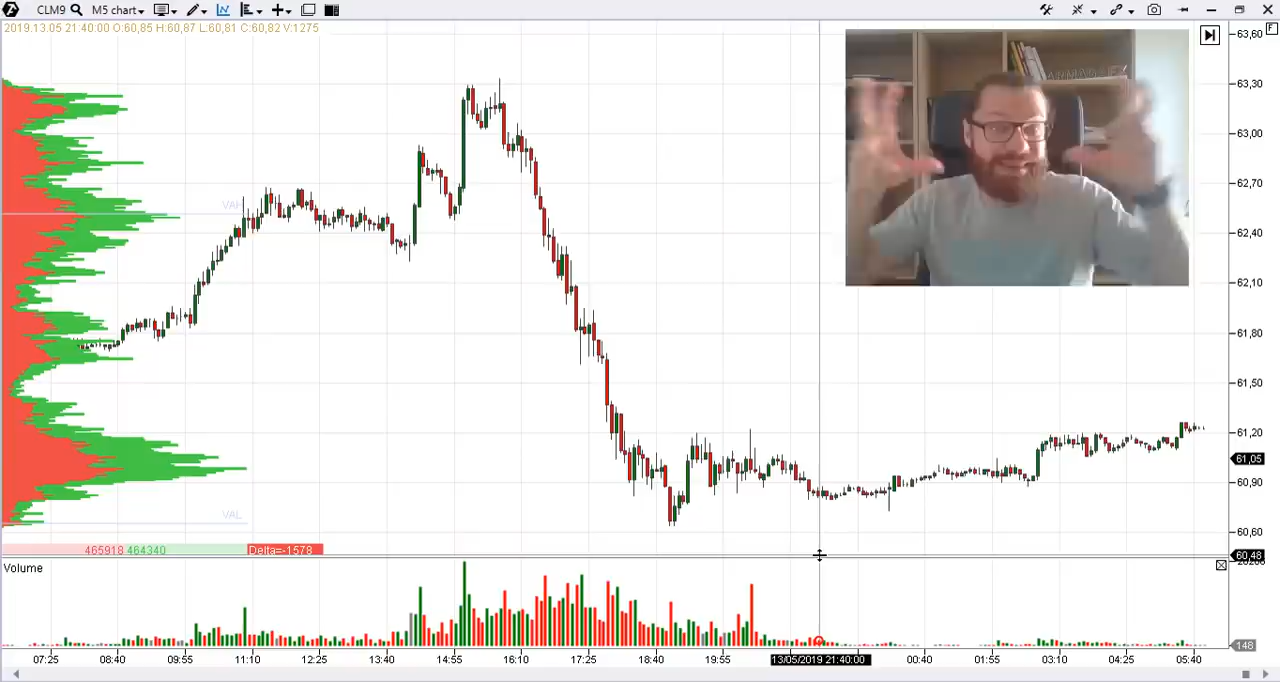 CLM9 M5 chart
2019.13.05 21:40:00 O:60,85 H:60,87 L:60,81 C:60,82 V:1275
F
63,60
63,30
63,00
62,70
62,40
62,10
61,80
61,50
61,20
61,05
60,90
60,60
60,48
VAH
VAL
465918 464340 Delta=-1578
Volume
148
07:25 08:40 09:55 11:10 12:25 13:40 14:55 16:10 17:25 18:40 19:55 13/05/2019 21:40:00 00:40 01:55 03:10 04:25 05:40